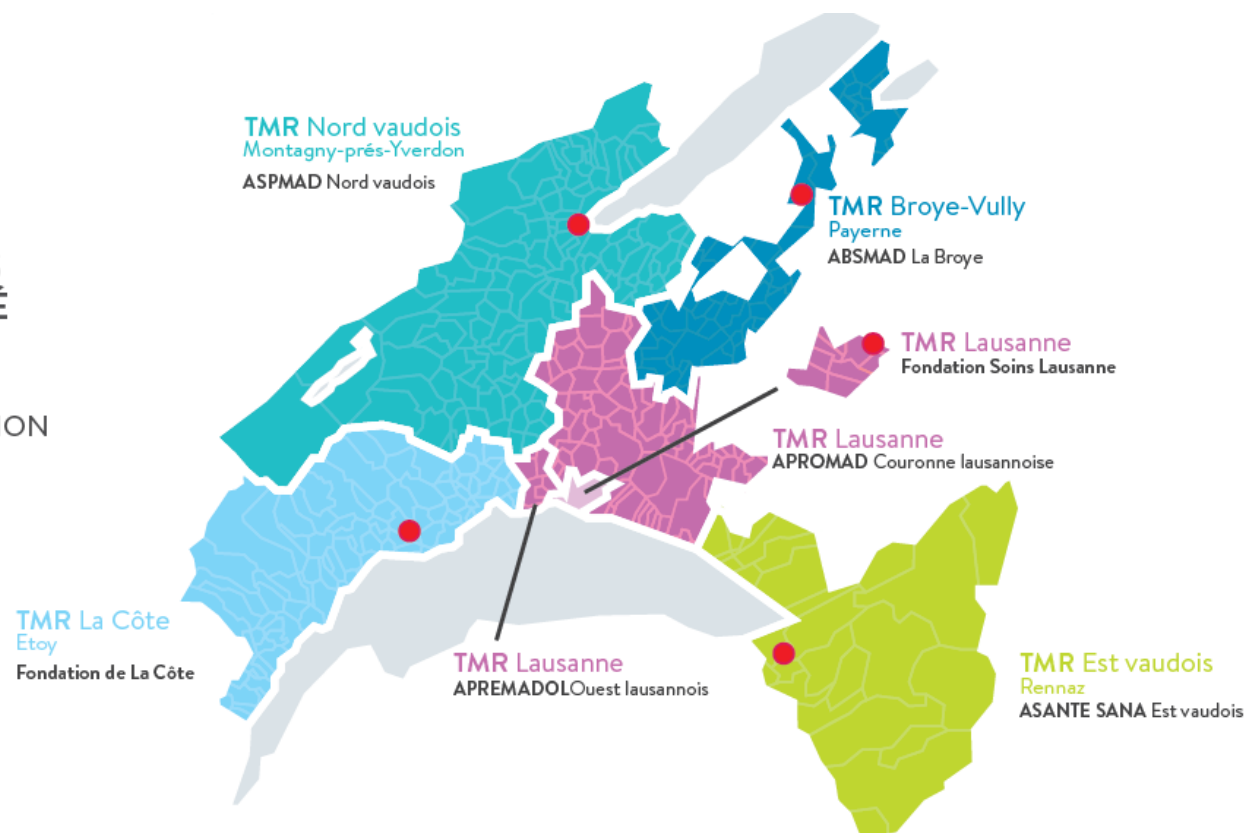 TMR Nord vaudois
Montagny-prés-Yverdon
ASPMAD Nord vaudois
TMR Broye-Vully
Payerne
ABSMAD La Broye
TMR Lausanne
Fondation Soins Lausanne
TMR Lausanne
APROMAD Couronne lausannoise
TMR La Côte
Etoy
Fondation de La Côte
TMR Lausanne
APREMADOLOuest lausannois
TMR Est vaudois
Rennaz
ASANTE SANA Est vaudois